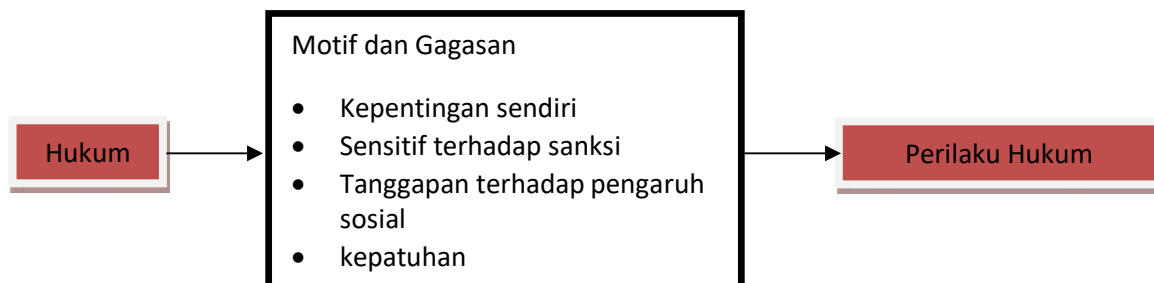 Hukum
Motif dan Gagasan
• Kepentingan sendiri
• Sensitif terhadap sanksi
• Tanggapan terhadap pengaruh
sosial
• kepatuhan
Perilaku Hukum